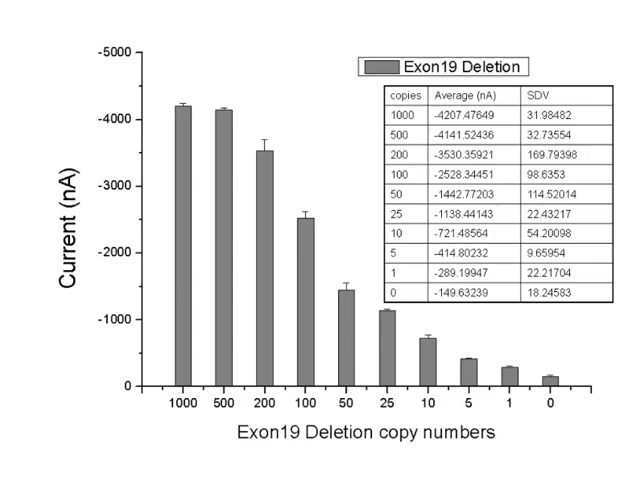 -5000
-4000
-3000
-2000
-1000
0
Current (nA)
Exon19 Deletion
copies Average (nA) SDV
1000 -4207.47649 31.98482
500 -4141.52436 32.73554
200 -3530.35921 169.79398
100 -2528.34451 98.6353
50 -1442.77203 114.52014
25 -1138.44143 22.43217
10 -721.48564 54.20098
5 -414.80232 9.65954
1 -289.19947 22.21704
0 -149.63239 18.24583
1000 500 200 100 50 25 10 5 1 0
Exon19 Deletion copy numbers